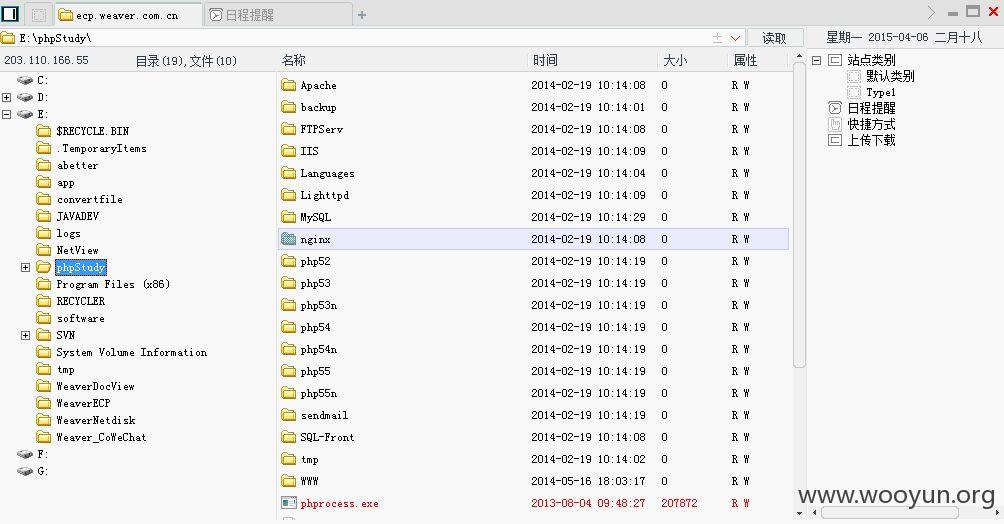 ecp.weaver.com.cn 日程提醒 +
E:\phpStudy\ 读取 星期一 2015-04-06 二月十八
203.110.166.55 目录(19),文件(10)
C:
D:
E:
$RECYCLE.BIN
.TemporaryItems
abetter
app
convertfile
JAVADEV
logs
NetView
phpStudy
Program Files (x86)
RECYCLER
software
SVN
System Volume Information
tmp
WeaverDocView
WeaverECP
WeaverNetdisk
Weaver_CoWeChat
F:
G:
名称 时间 大小 属性
Apache 2014-02-19 10:14:08 0 R W
backup 2014-02-19 10:14:01 0 R W
FTPServ 2014-02-19 10:14:08 0 R W
IIS 2014-02-19 10:14:09 0 R W
Languages 2014-02-19 10:14:04 0 R W
Lighttpd 2014-02-19 10:14:09 0 R W
MySQL 2014-02-19 10:14:29 0 R W
nginx 2014-02-19 10:14:08 0 R W
php52 2014-02-19 10:14:19 0 R W
php53 2014-02-19 10:14:19 0 R W
php53n 2014-02-19 10:14:19 0 R W
php54 2014-02-19 10:14:19 0 R W
php54n 2014-02-19 10:14:19 0 R W
php55 2014-02-19 10:14:19 0 R W
php55n 2014-02-19 10:14:19 0 R W
sendmail 2014-02-19 10:14:19 0 R W
SQL-Front 2014-02-19 10:14:08 0 R W
tmp 2014-02-19 10:14:02 0 R W
WWW 2014-05-16 18:03:17 0 R W
phprocess.exe 2013-08-04 09:48:27 207872 R W
站点类别
默认类别
Type1
日程提醒
快捷方式
上传下载
www.wooyun.org